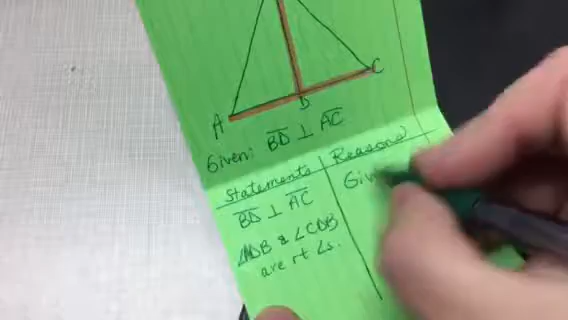 A
D
C
Given: BD ⊥ AC
Statements Reasons
BD ⊥ AC Giv
∠ADB & ∠CDB
are rt ∠s.